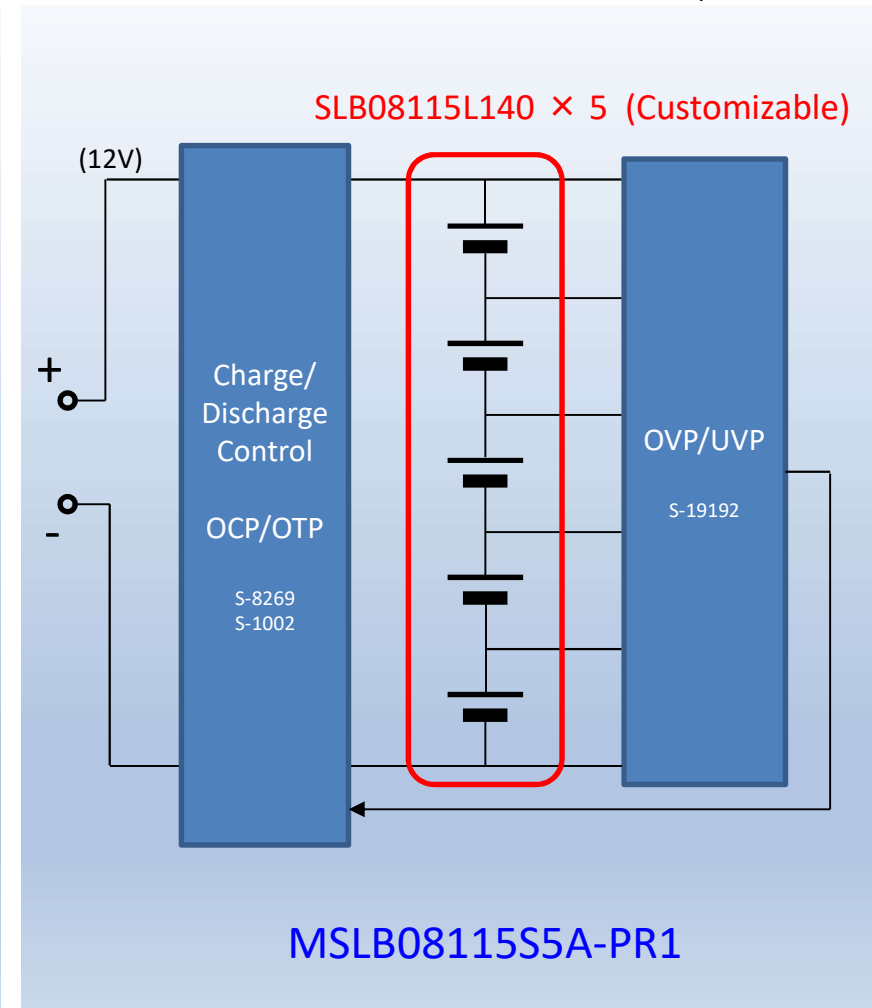 SLB08115L140 × 5 (Customizable)
(12V)
+
-
Charge/
Discharge
Control
OCP/OTP
S-8269
S-1002
OVP/UVP
S-19192
MSLB08115S5A-PR1